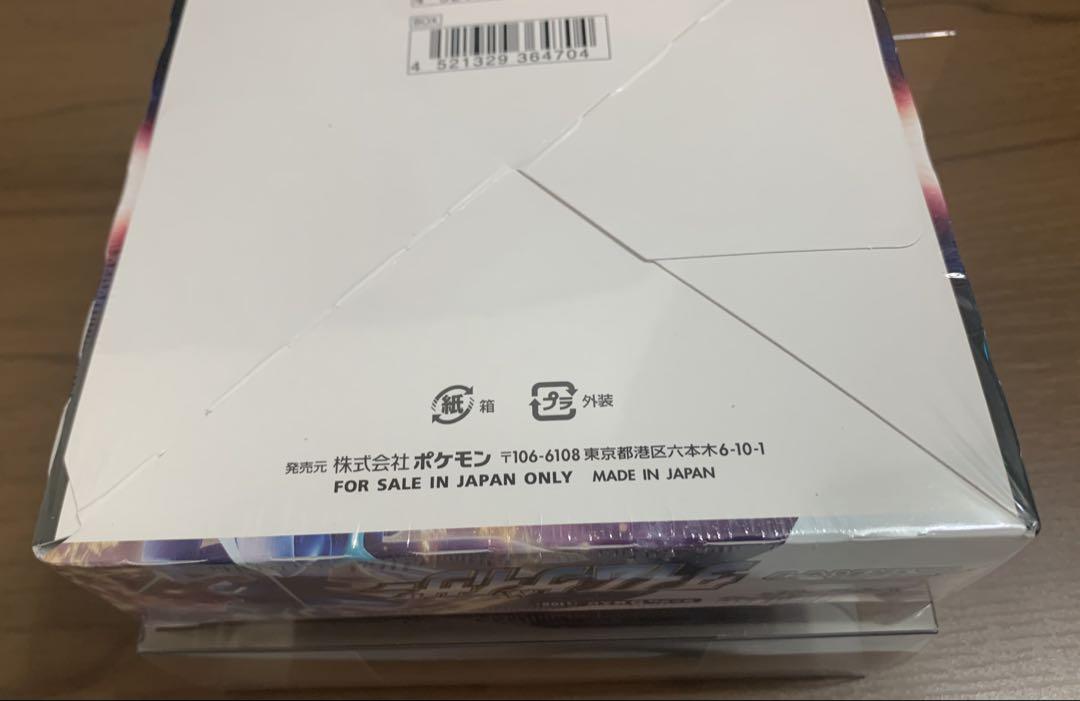 BOX
4 521329 364704
紙 箱 プラ 外装
発売元 株式会社ポケモン 〒106-6108 東京都港区六本木6-10-1
FOR SALE IN JAPAN ONLY MADE IN JAPAN